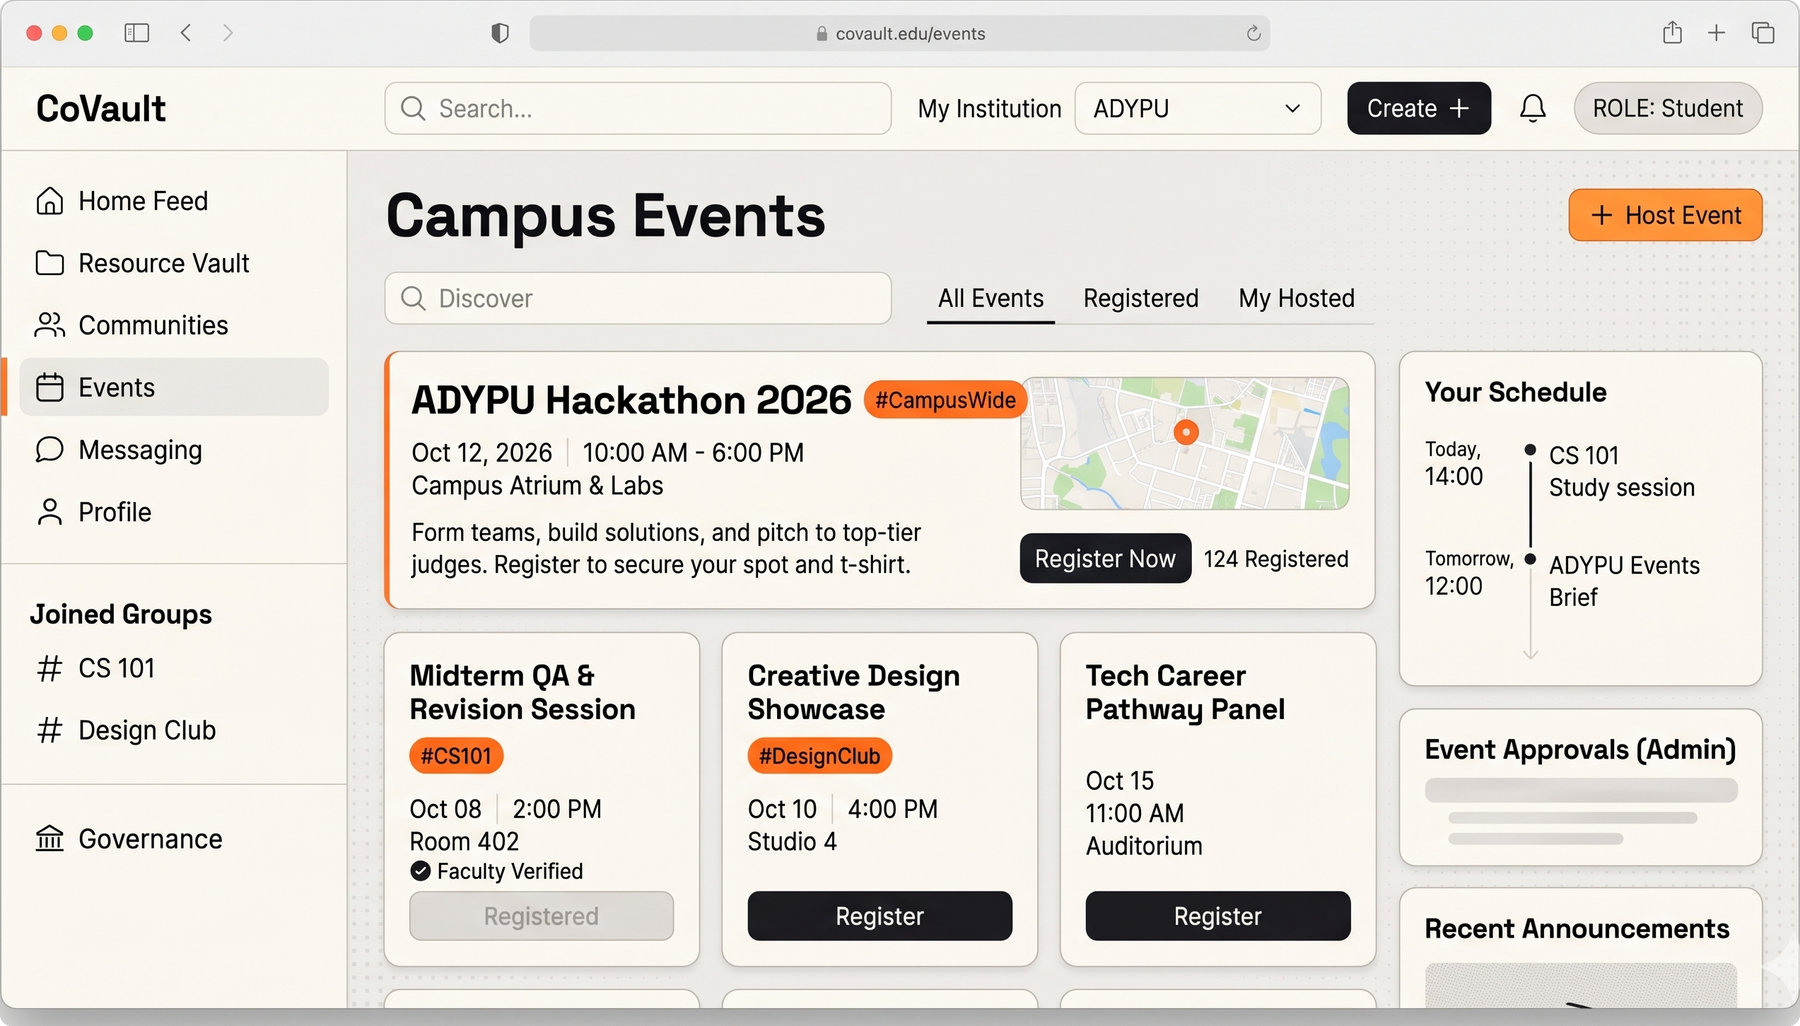 covault.edu/events
CoVault
Search...
My Institution
ADYPU
Create +
ROLE: Student
Home Feed
Resource Vault
Communities
Events
Messaging
Profile
Joined Groups
# CS 101
# Design Club
Governance
Campus Events
+ Host Event
Discover
All Events
Registered
My Hosted
ADYPU Hackathon 2026
#CampusWide
Oct 12, 2026 | 10:00 AM - 6:00 PM
Campus Atrium & Labs
Form teams, build solutions, and pitch to top-tier
judges. Register to secure your spot and t-shirt.
Register Now
124 Registered
Midterm QA &
Revision Session
#CS101
Oct 08 | 2:00 PM
Room 402
Faculty Verified
Registered
Creative Design
Showcase
#DesignClub
Oct 10 | 4:00 PM
Studio 4
Register
Tech Career
Pathway Panel
Oct 15
11:00 AM
Auditorium
Register
Your Schedule
Today,
14:00
CS 101
Study session
Tomorrow,
12:00
ADYPU Events
Brief
Event Approvals (Admin)
Recent Announcements